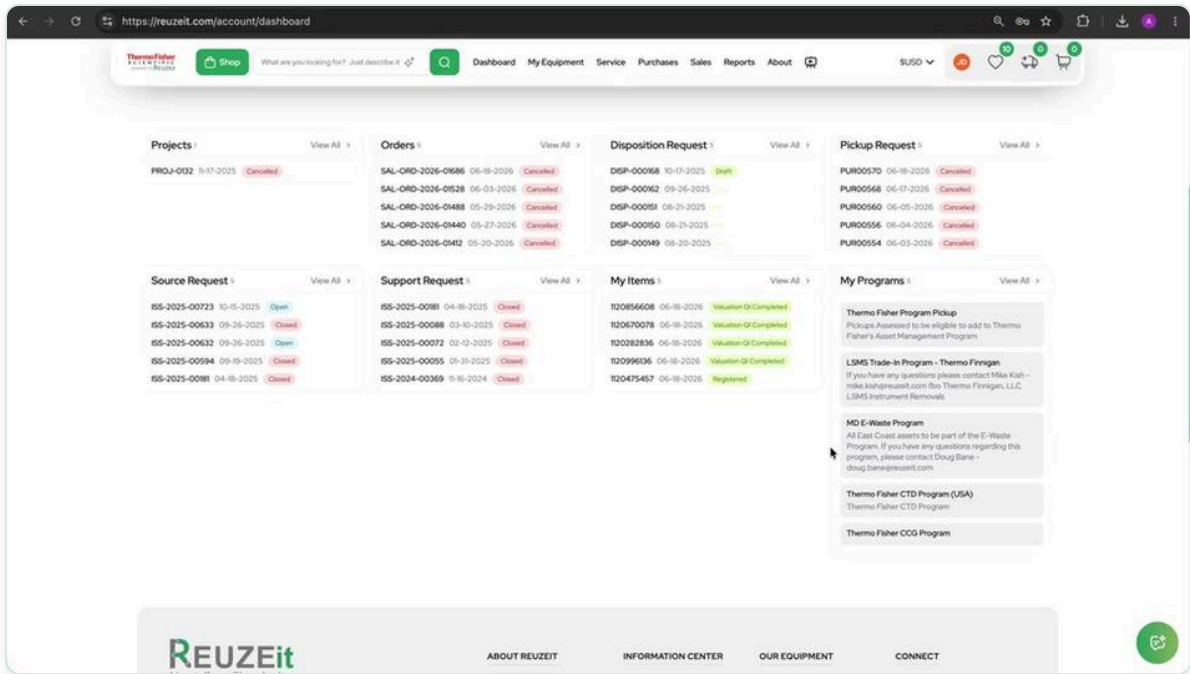 https://reuzeit.com/account/dashboard
ThermoFisher
SCIENTIFIC
Shop
What are you looking for? Just describe it
Dashboard
My Equipment
Service
Purchases
Sales
Reports
About
$USD
JD
10
0
0
Projects
View All >
PROJ-0132 11-17-2025 Cancelled
Orders 5
View All >
SAL-ORD-2026-01686 06-18-2026 Cancelled
SAL-ORD-2026-01528 06-03-2026 Cancelled
SAL-ORD-2026-01488 05-29-2026 Cancelled
SAL-ORD-2026-01440 05-27-2026 Cancelled
SAL-ORD-2026-01412 05-20-2026 Cancelled
Disposition Request 5
View All >
DISP-000168 10-17-2025 Draft
DISP-000162 09-26-2025
DISP-000151 08-21-2025
DISP-000150 08-21-2025
DISP-000149 08-20-2025
Pickup Request 5
View All >
PUR00570 06-18-2026 Cancelled
PUR00568 06-17-2026 Cancelled
PUR00560 06-05-2026 Cancelled
PUR00556 06-04-2026 Cancelled
PUR00554 06-03-2026 Cancelled
Source Request 5
View All >
ISS-2025-00723 10-15-2025 Open
ISS-2025-00633 09-26-2025 Closed
ISS-2025-00632 09-26-2025 Open
ISS-2025-00594 09-19-2025 Closed
ISS-2025-00181 04-18-2025 Closed
Support Request 5
View All >
ISS-2025-00181 04-18-2025 Closed
ISS-2025-00088 03-10-2025 Closed
ISS-2025-00072 02-12-2025 Closed
ISS-2025-00055 01-31-2025 Closed
ISS-2024-00369 11-16-2024 Closed
My Items 5
View All >
1120856608 06-18-2026 Valuation QI Completed
1120670078 06-18-2026 Valuation QI Completed
1120282836 06-18-2026 Valuation QI Completed
1120996136 06-18-2026 Valuation QI Completed
1120475457 06-18-2026 Registered
My Programs 5
View All >
Thermo Fisher Program Pickup
Pickups Assessed to be eligible to add to Thermo
Fisher's Asset Management Program
LSMS Trade-In Program - Thermo Finnigan
If you have any questions please contact Mike Kish -
mike.kish@reuzeit.com fbo Thermo Finnigan, LLC
LSMS Instrument Removals
MD E-Waste Program
All East Coast assets to be part of the E-Waste
Program. If you have any questions regarding this
program, please contact Doug Bane -
doug.bane@reuzeit.com
Thermo Fisher CTD Program (USA)
Thermo Fisher CTD Program
Thermo Fisher CCG Program
REUZEit
ABOUT REUZEIT
INFORMATION CENTER
OUR EQUIPMENT
CONNECT